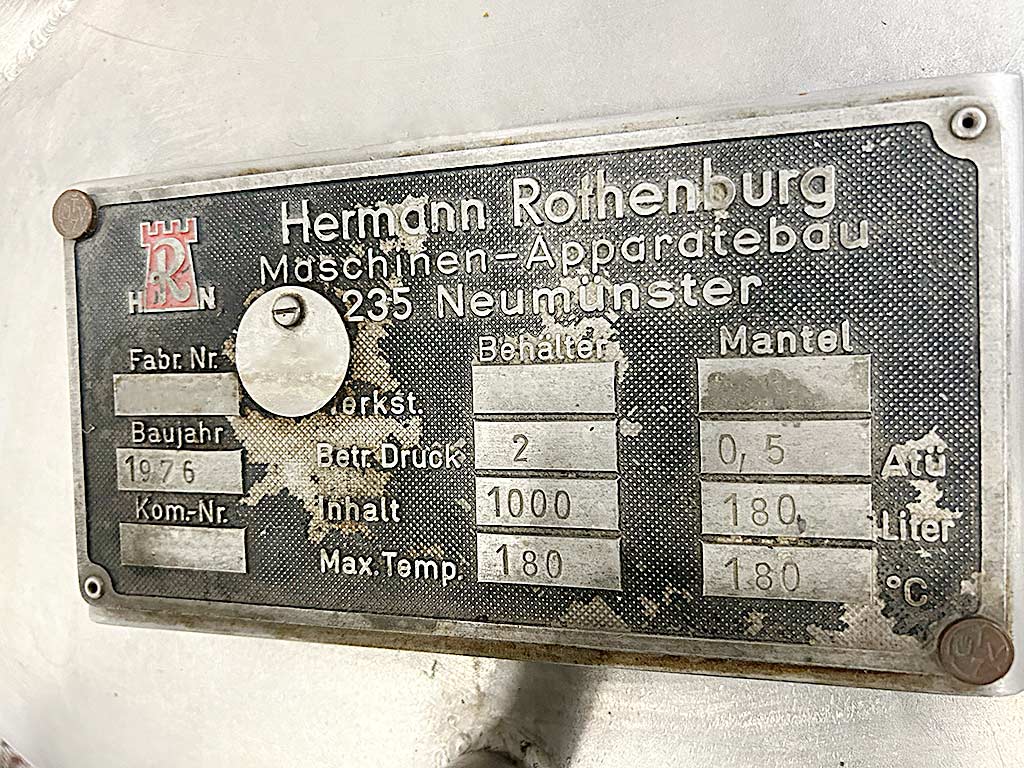 Hermann Rothenburg
Maschinen-Apparatebau
235 Neumünster
R
H N N
Fabr. Nr.
Behälter Mantel
Baujahr
1976
Betr. Druck 2 0,5 Atü
Kom.-Nr.
Inhalt 1000 180 Liter
Max. Temp. 180 180 °C